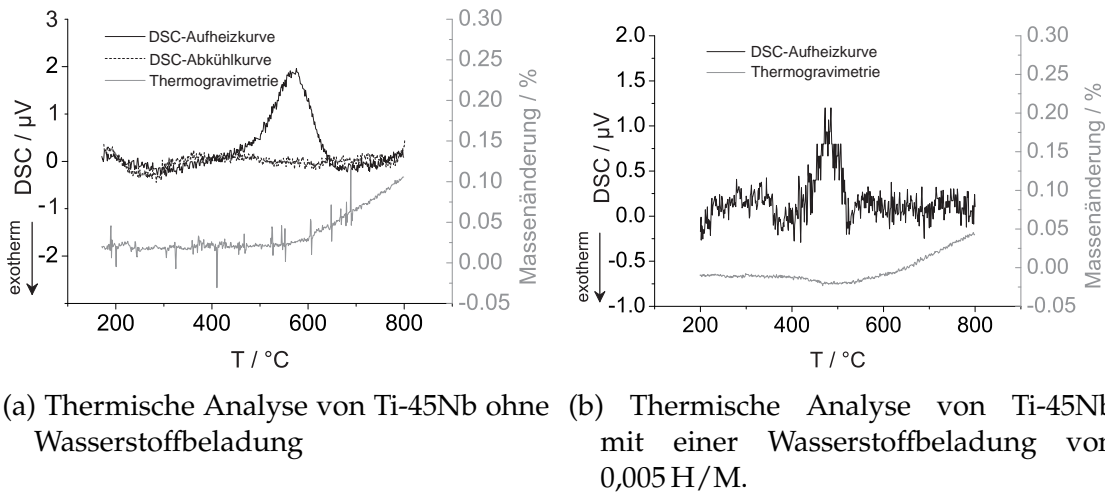 3
2
1
0
-1
-2
DSC / µV
exotherm
DSC-Aufheizkurve
DSC-Abkühlkurve
Thermogravimetrie
0.30
0.25
0.20
0.15
0.10
0.05
0.00
-0.05
Massenänderung / %
200
400
600
800
T / °C
2.0
1.5
1.0
0.5
0.0
-0.5
-1.0
DSC / µV
exotherm
DSC-Aufheizkurve
Thermogravimetrie
0.30
0.25
0.20
0.15
0.10
0.05
0.00
-0.05
Massenänderung / %
200
400
600
800
T / °C
(a) Thermische Analyse von Ti-45Nb ohne
Wasserstoffbeladung
(b) Thermische Analyse von Ti-45Nb
mit einer Wasserstoffbeladung von
0,005 H/M.